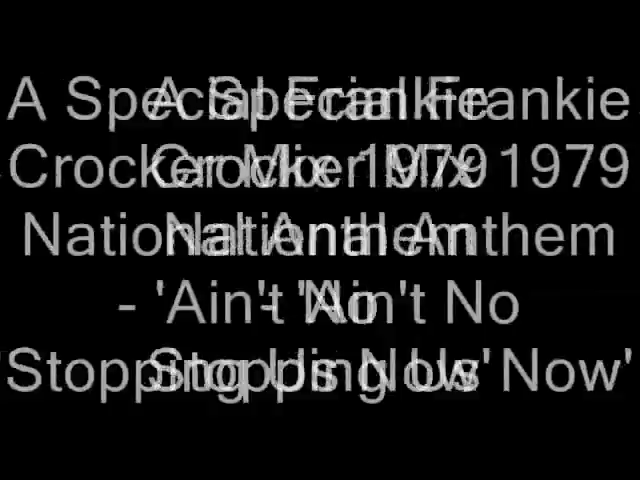 A Special Frankie
Crocker Mix 1979
National Anthem
- 'Ain't No
Stopping Us Now'